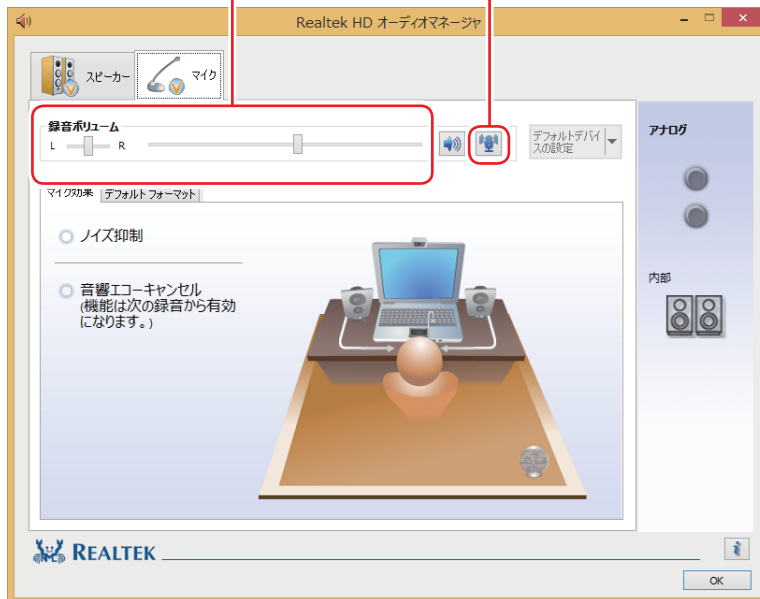 Realtek HD オーディオマネージャ
スピーカー
マイク
録音ボリューム
L
R
デフォルトデバイ
スの設定
マイク効果
デフォルト フォーマット
ノイズ抑制
音響エコーキャンセル
(機能は次の録音から有効
になります。)
アナログ
内部
REALTEK
i
OK